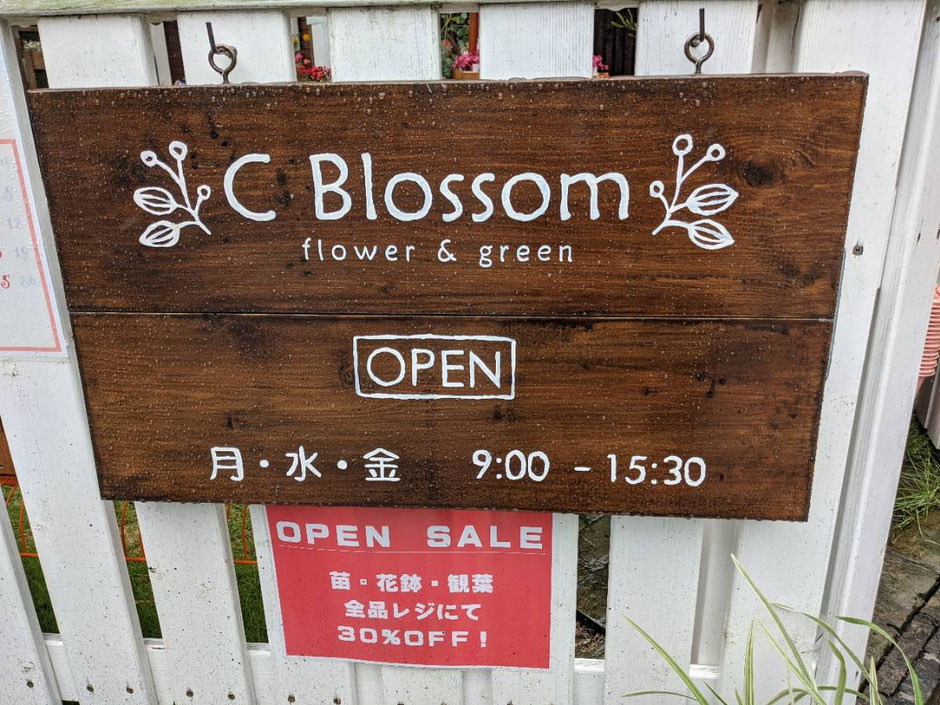 C Blossom
flower & green
OPEN
月・水・金 9:00 - 15:30
OPEN SALE
苗・花鉢・観葉
全品レジにて
30%OFF!